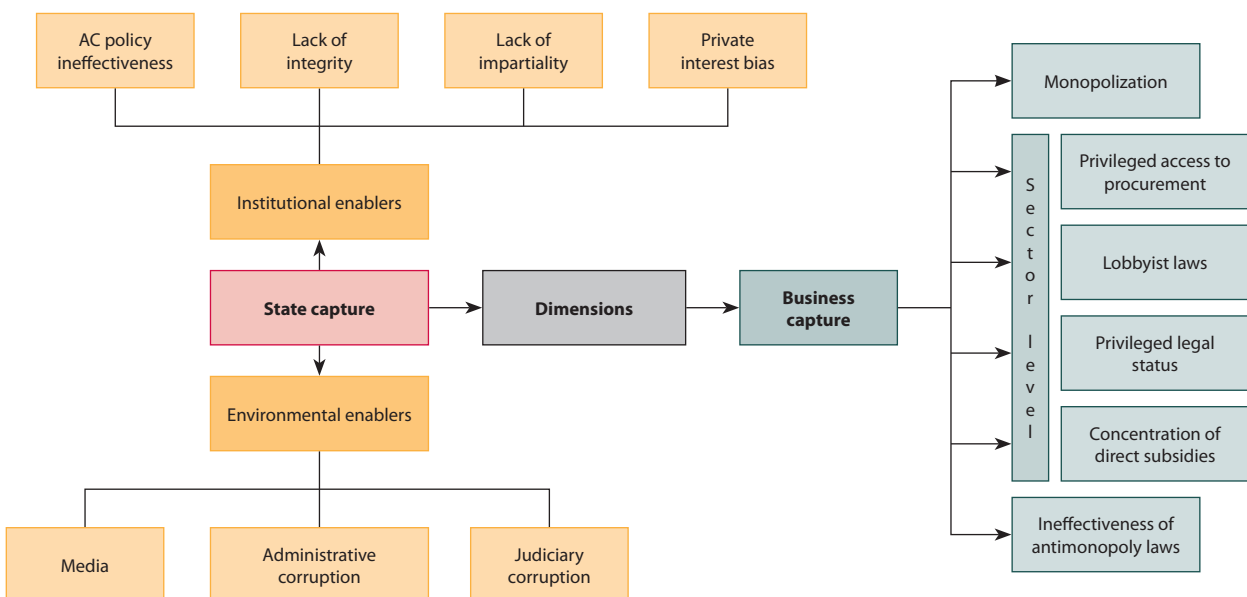 AC policy
ineffectiveness
Lack of
integrity
Lack of
impartiality
Private
interest bias
Institutional enablers
State capture
Dimensions
Business
capture
Environmental enablers
Media
Administrative
corruption
Judiciary
corruption
Monopolization
Sector level
Privileged access to
procurement
Lobbyist laws
Privileged legal
status
Concentration of
direct subsidies
Ineffectiveness of
antimonopoly laws